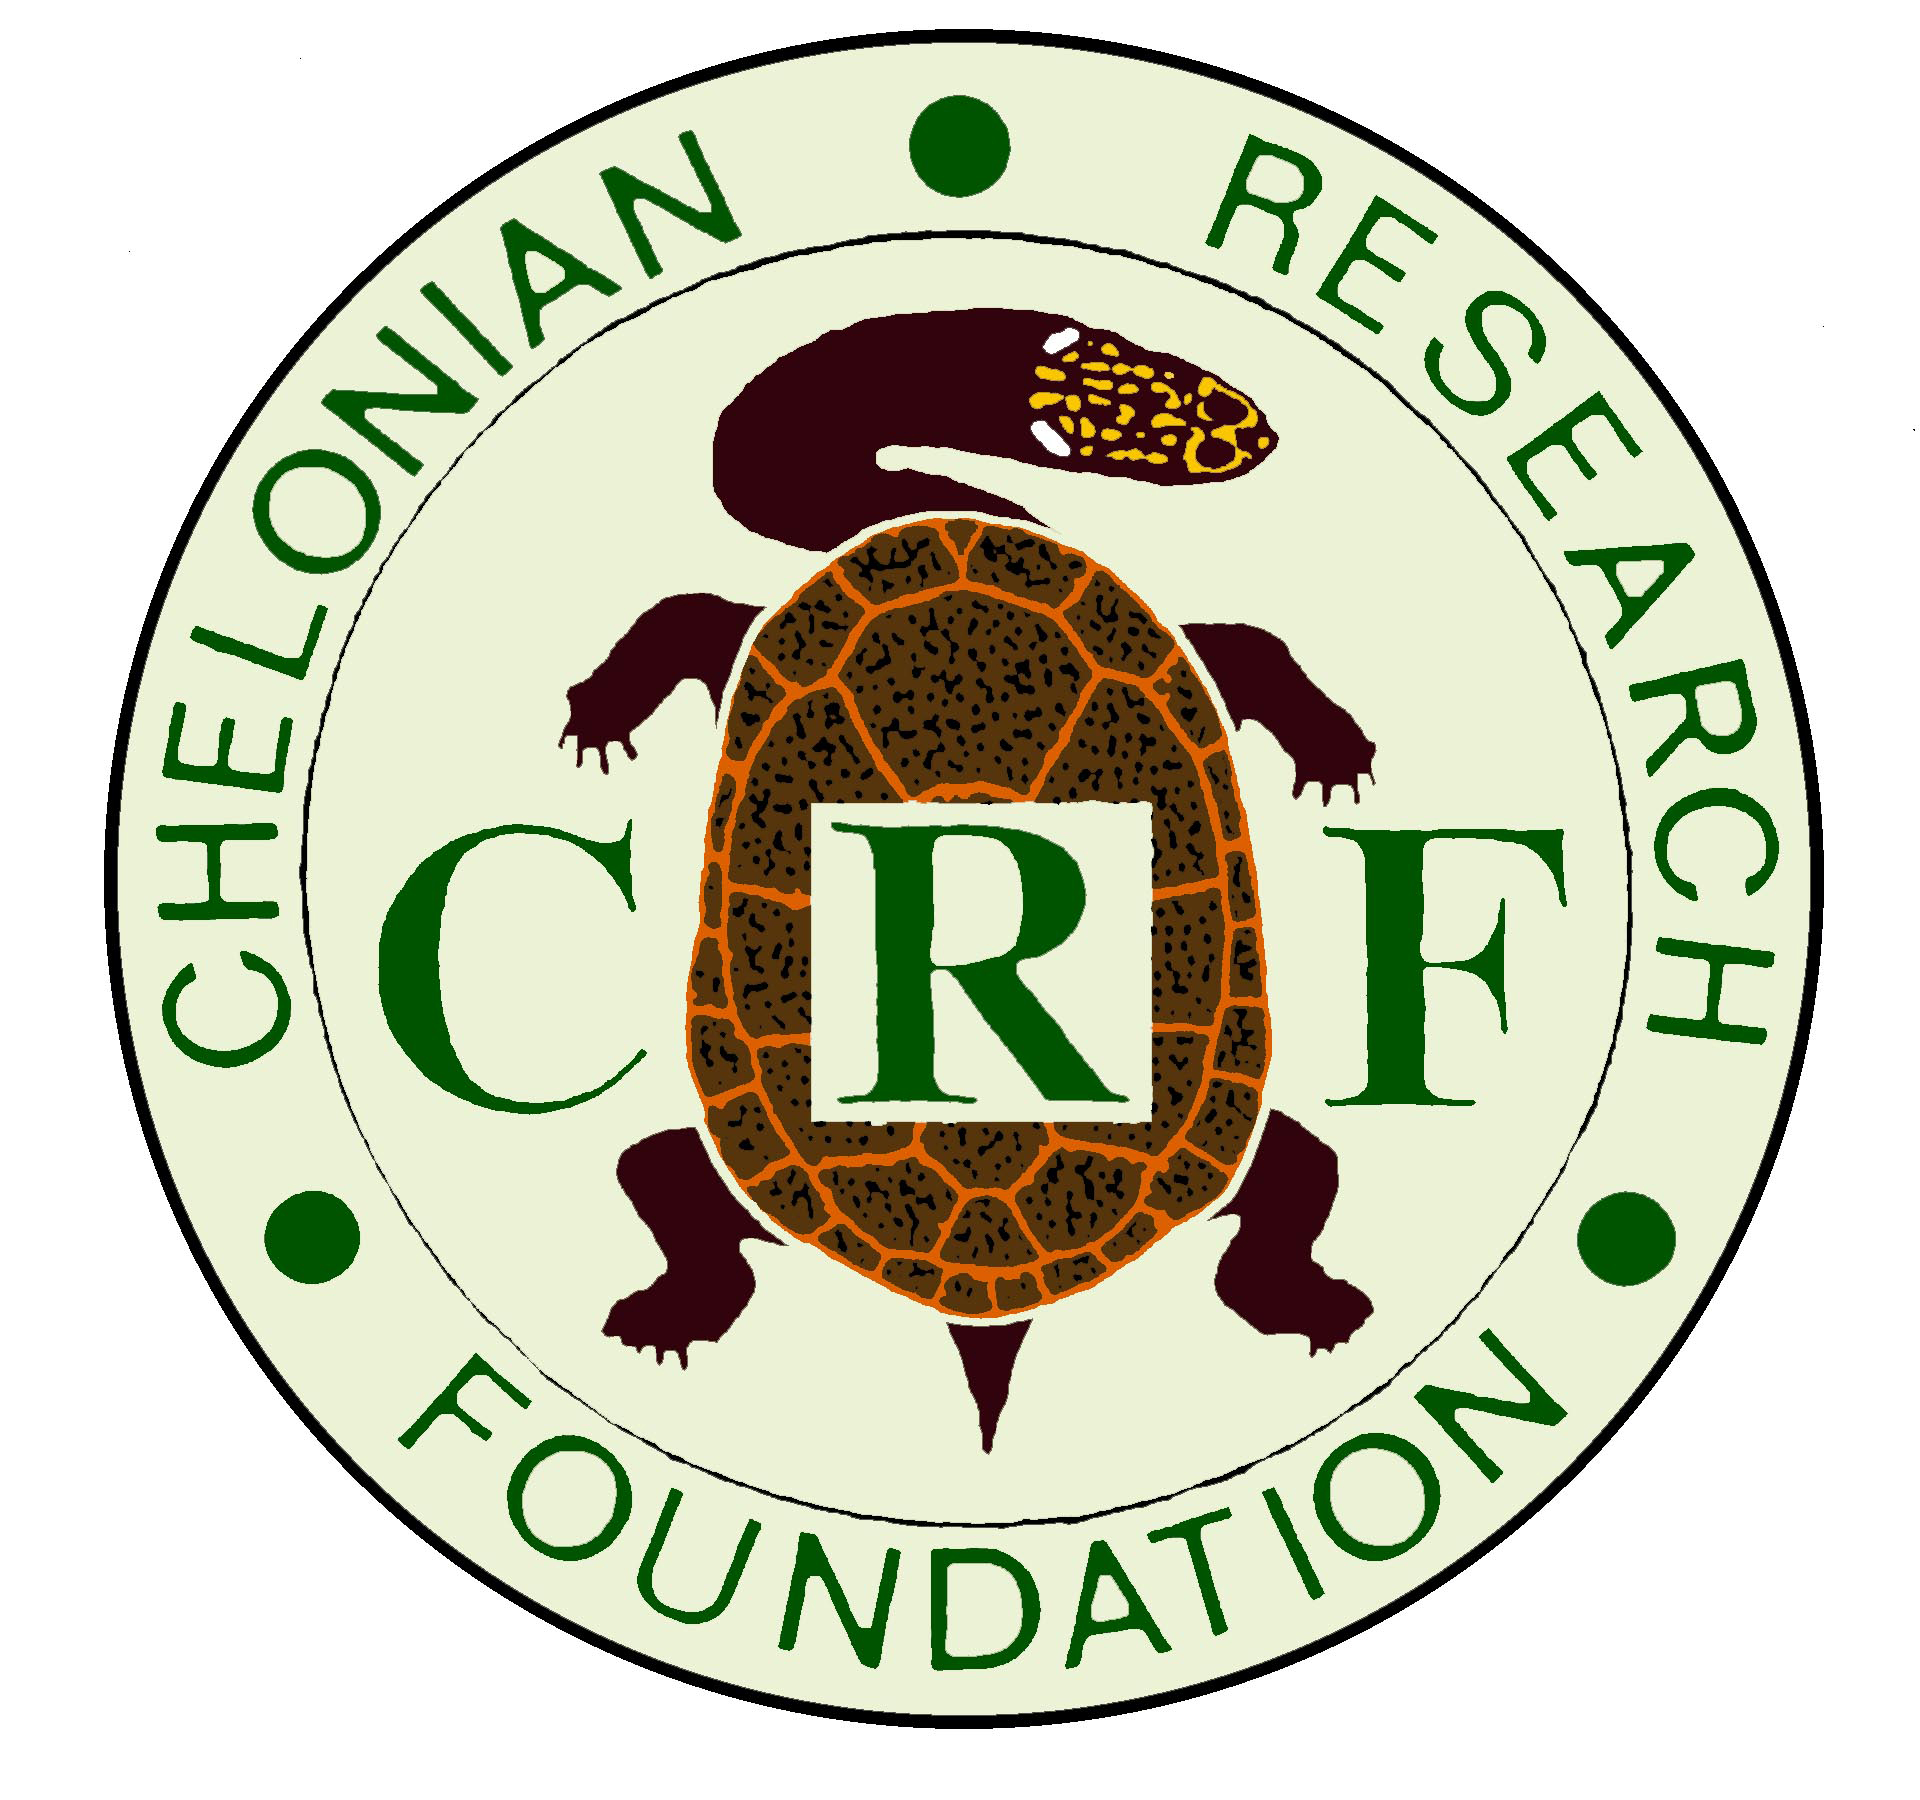 CHELONIAN • RESEARCH
• FOUNDATION •
CRF